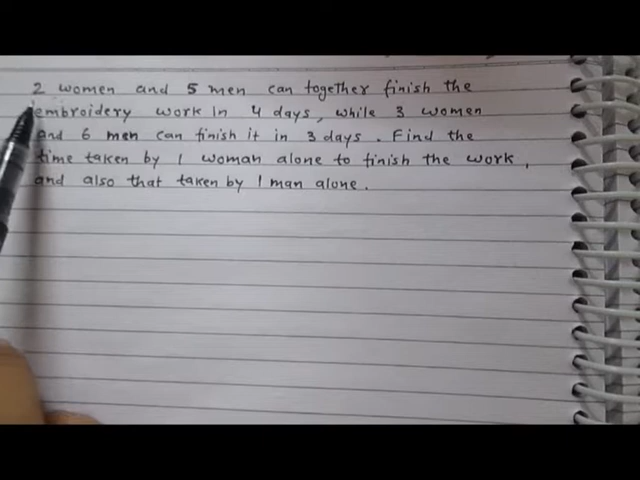 2 women and 5 men can together finish the
embroidery work in 4 days, while 3 women
and 6 men can finish it in 3 days. Find the
time taken by 1 woman alone to finish the work,
and also that taken by 1 man alone.